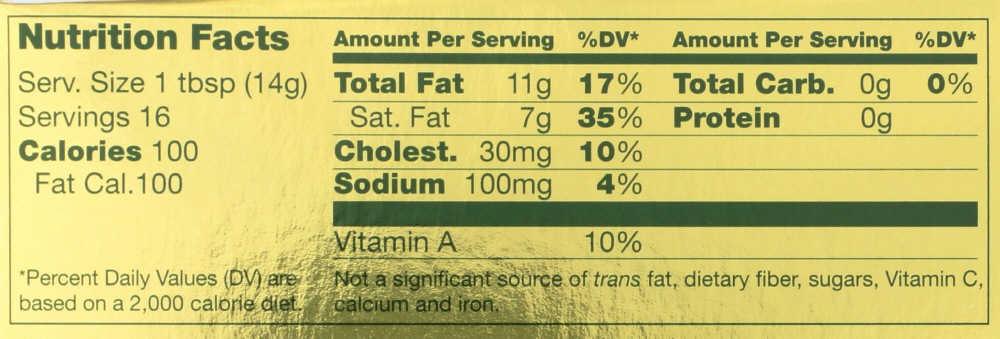 Nutrition Facts
Serv. Size 1 tbsp (14g)
Servings 16
Calories 100
Fat Cal.100
*Percent Daily Values (DV) are
based on a 2,000 calorie diet.
Amount Per Serving %DV* Amount Per Serving %DV*
Total Fat 11g 17% Total Carb. 0g 0%
Sat. Fat 7g 35% Protein 0g
Cholest. 30mg 10%
Sodium 100mg 4%
Vitamin A 10%
Not a significant source of trans fat, dietary fiber, sugars, Vitamin C,
calcium and iron.